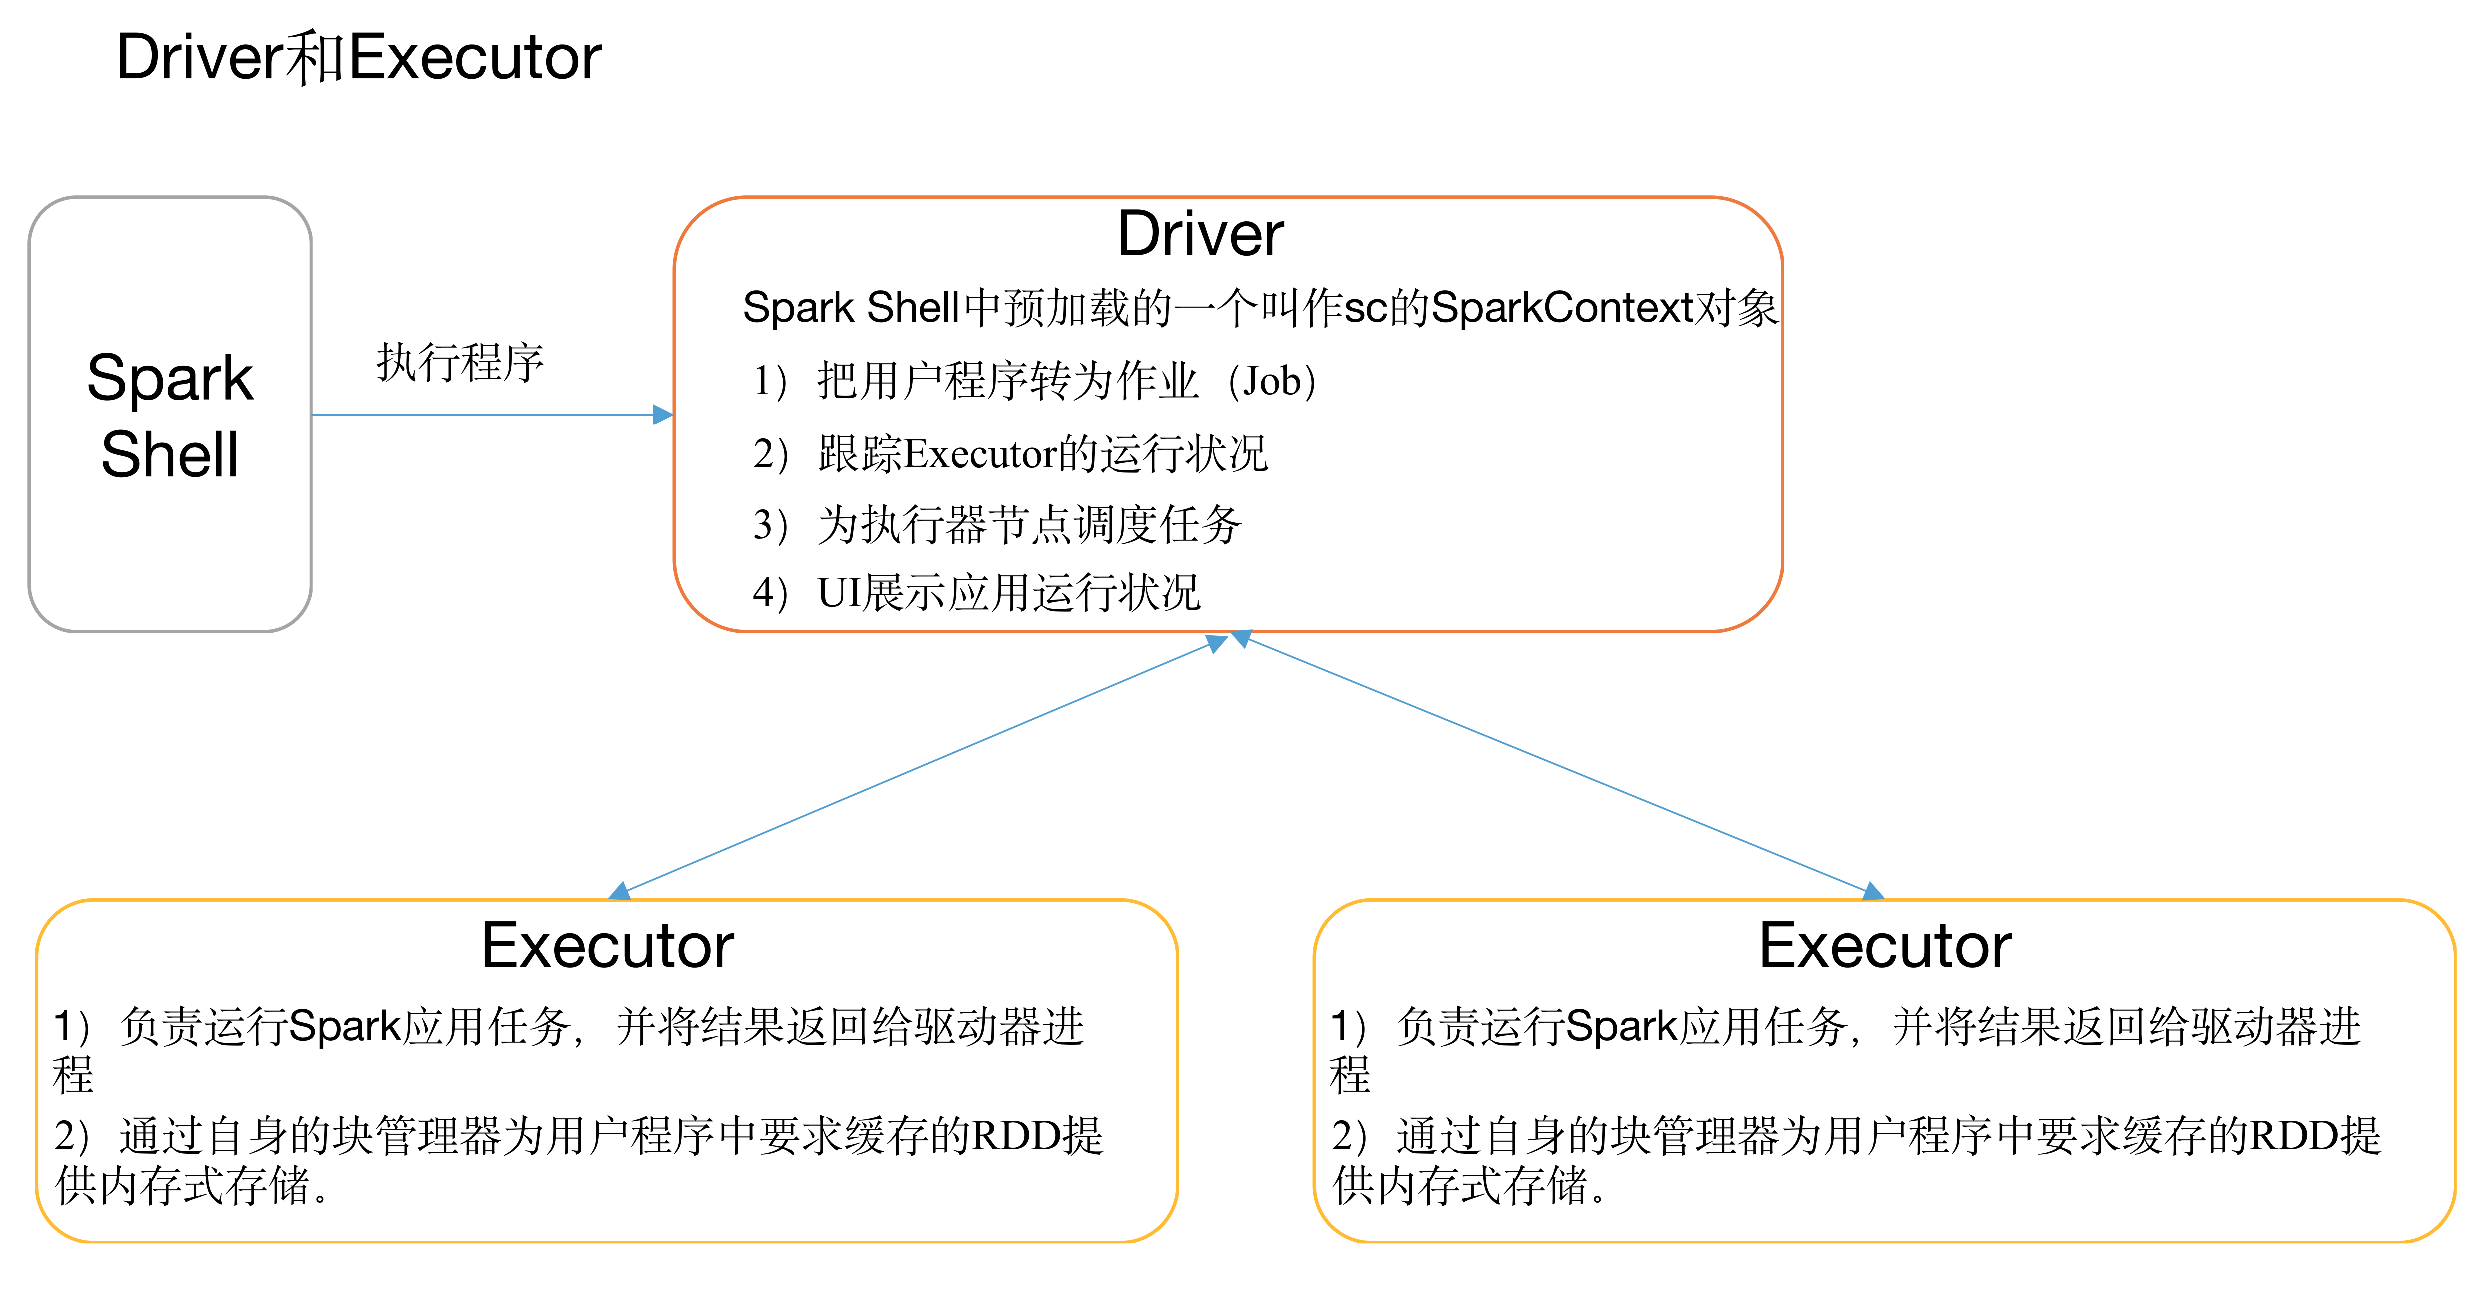 Driver和Executor
Spark
Shell
执行程序
Driver
Spark Shell中预加载的一个叫作sc的SparkContext对象
1）把用户程序转为作业（Job）
2）跟踪Executor的运行状况
3）为执行器节点调度任务
4）UI展示应用运行状况
Executor
1）负责运行Spark应用任务，并将结果返回给驱动器进
程
2）通过自身的块管理器为用户程序中要求缓存的RDD提
供内存式存储。
Executor
1）负责运行Spark应用任务，并将结果返回给驱动器进
程
2）通过自身的块管理器为用户程序中要求缓存的RDD提
供内存式存储。